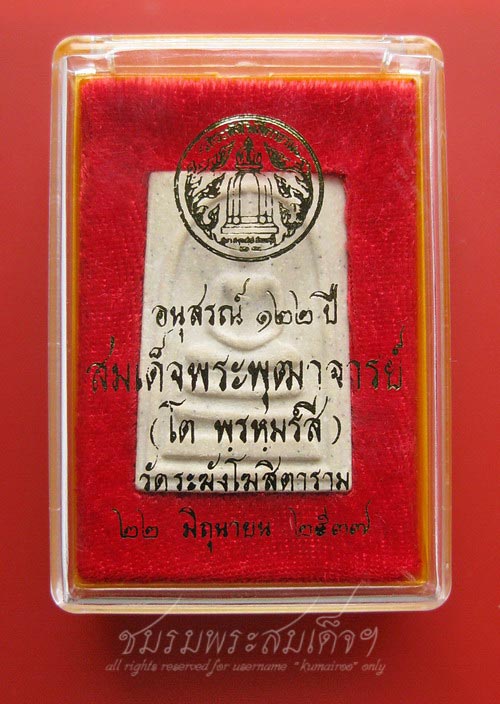 อนุสรณ์ ๑๒๒ ปี
สมเด็จพระพุฒาจารย์
(โต พฺรหฺมรํสี)
วัดระฆังโฆสิตาราม
๒๒ มิถุนายน ๒๕๓๗
ชมรมพระสมเด็จฯ
all rights reserved for username "kumairoo" only